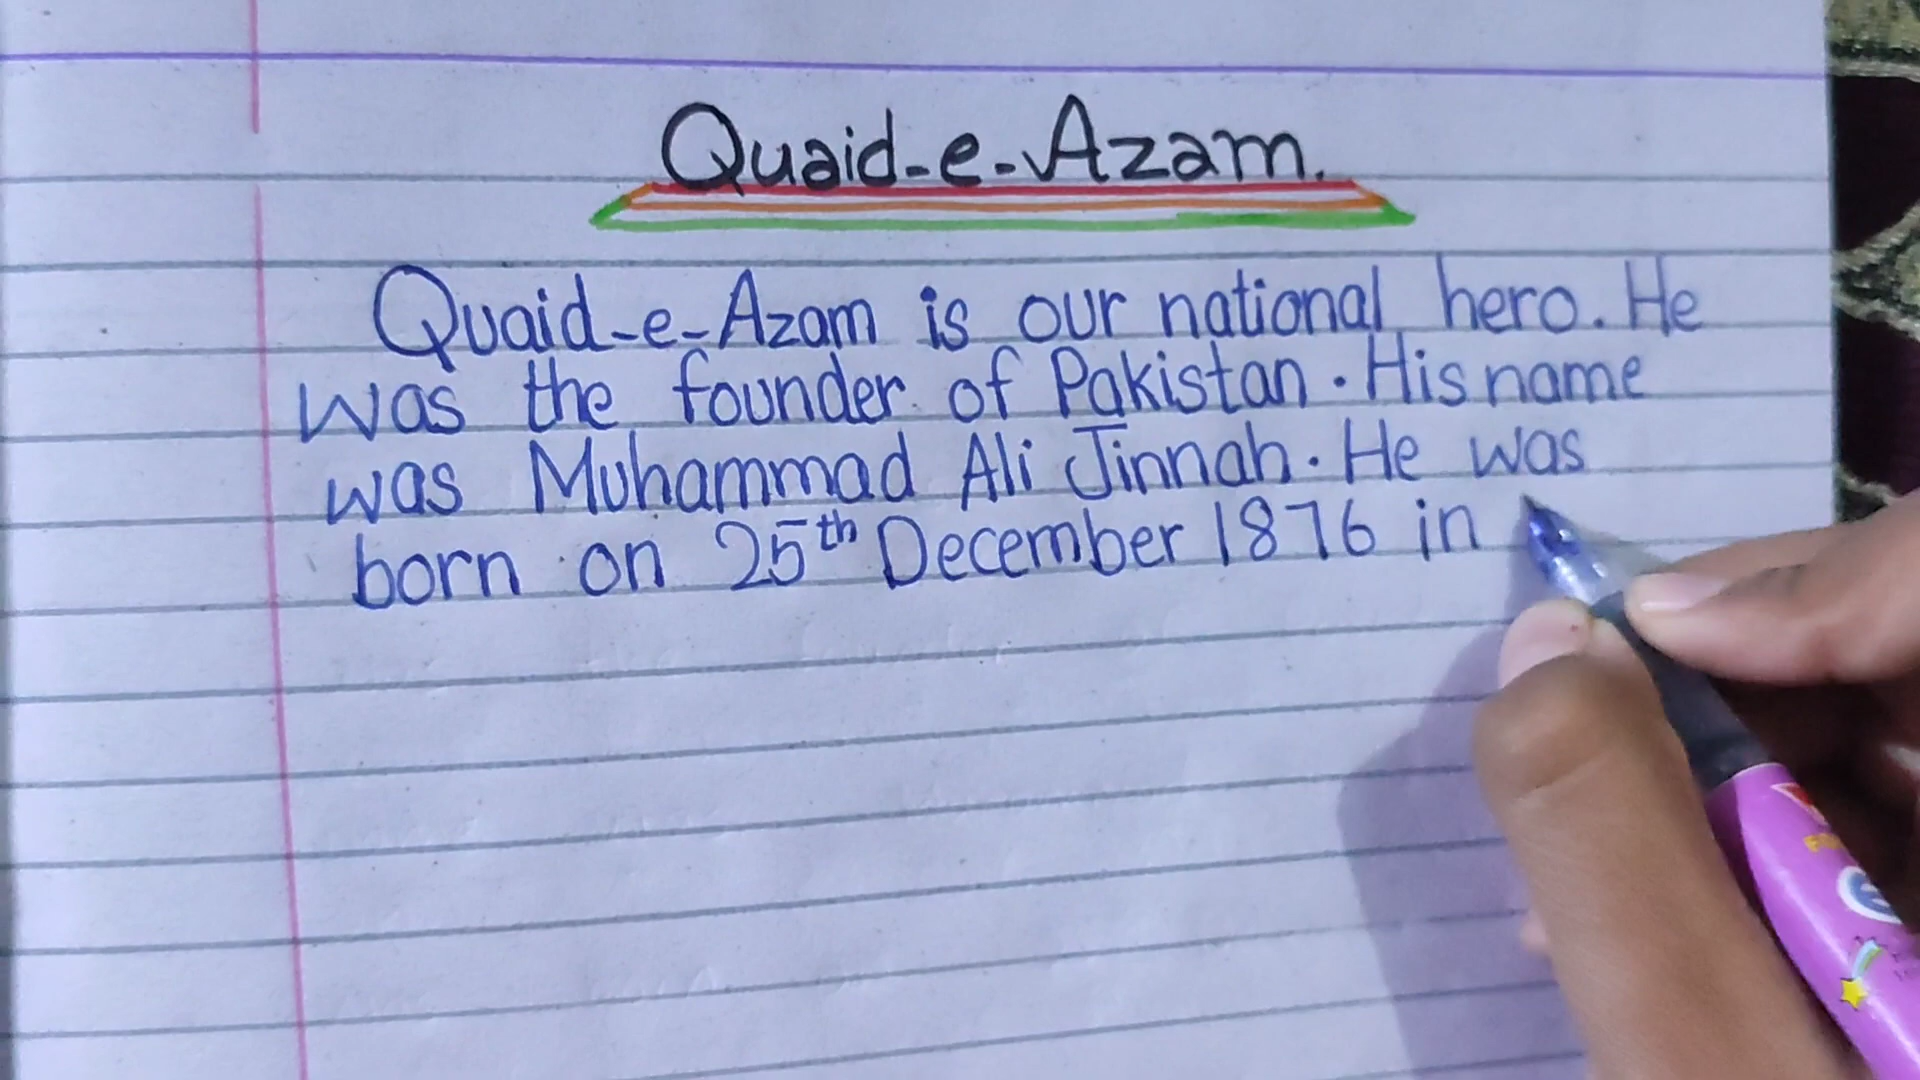 Quaid-e-Azam.
Quaid-e-Azam is our national hero. He
was the founder of Pakistan. His name
was Muhammad Ali Jinnah. He was
born on 25th December 1876 in